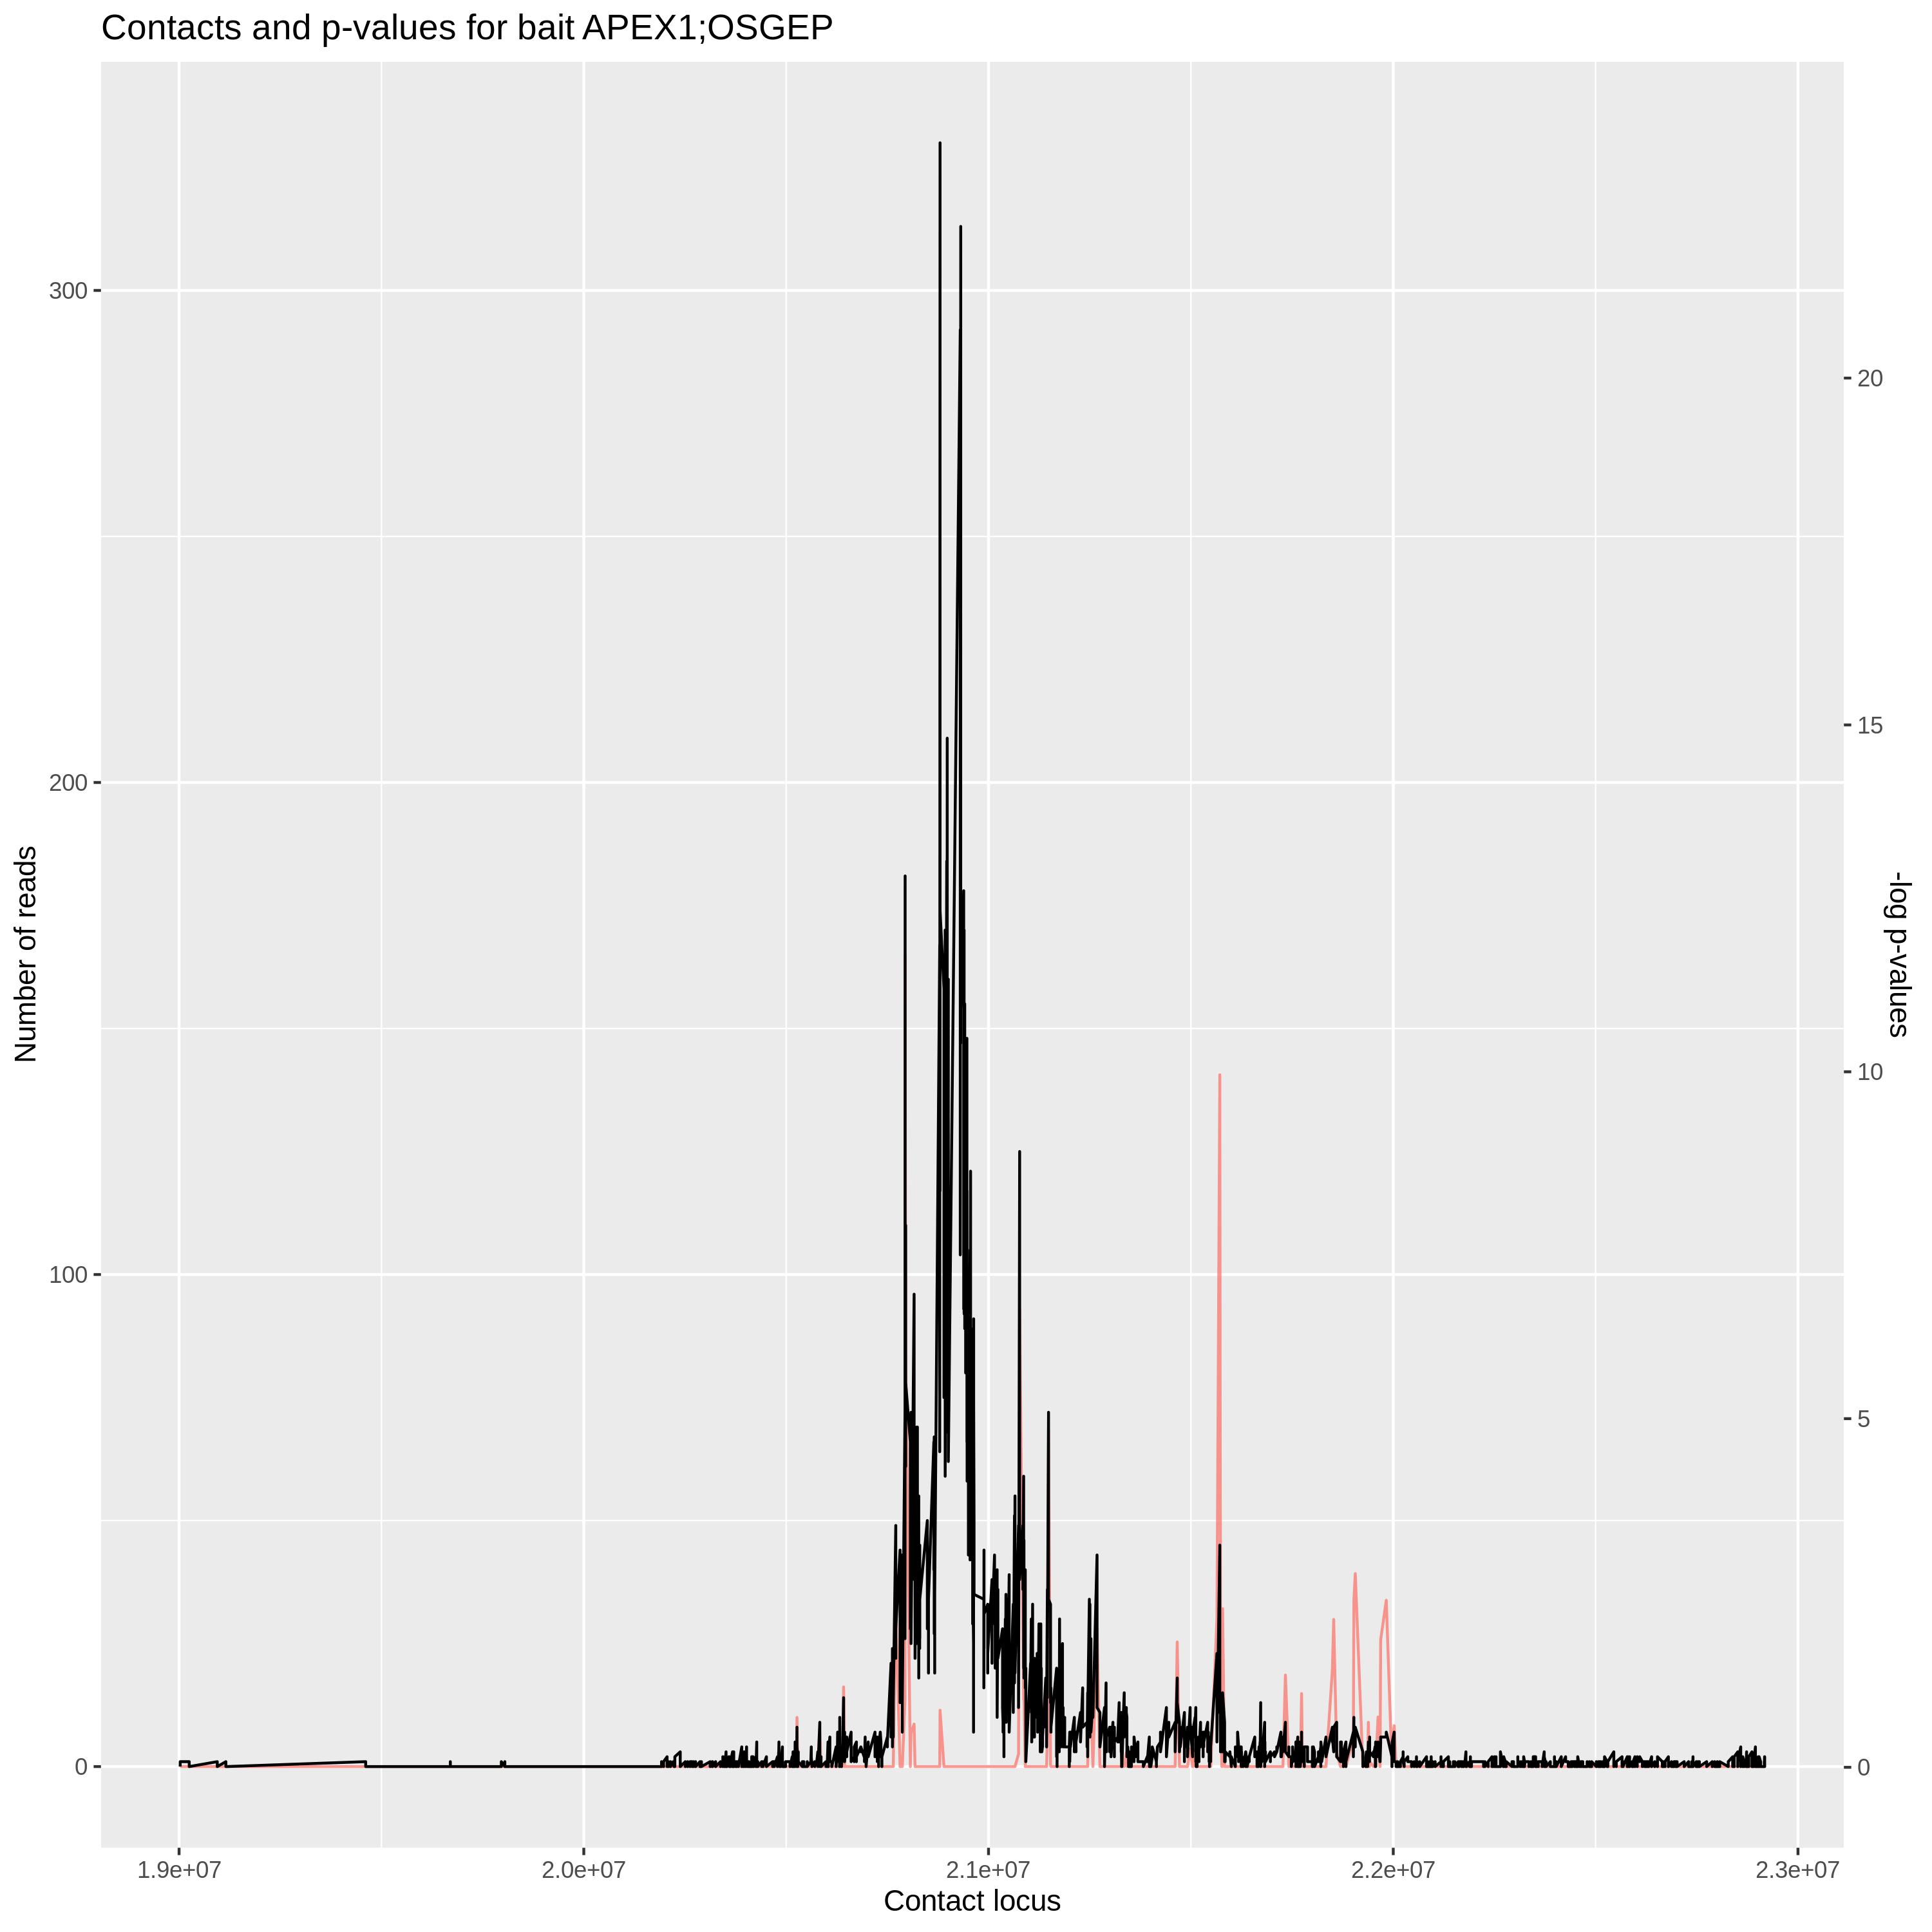 Contacts and p-values for bait APEX1;OSGEP
300
200
100
0
Number of reads
20
15
10
5
0
-log p-values
1.9e+07
2.0e+07
2.1e+07
2.2e+07
2.3e+07
Contact locus